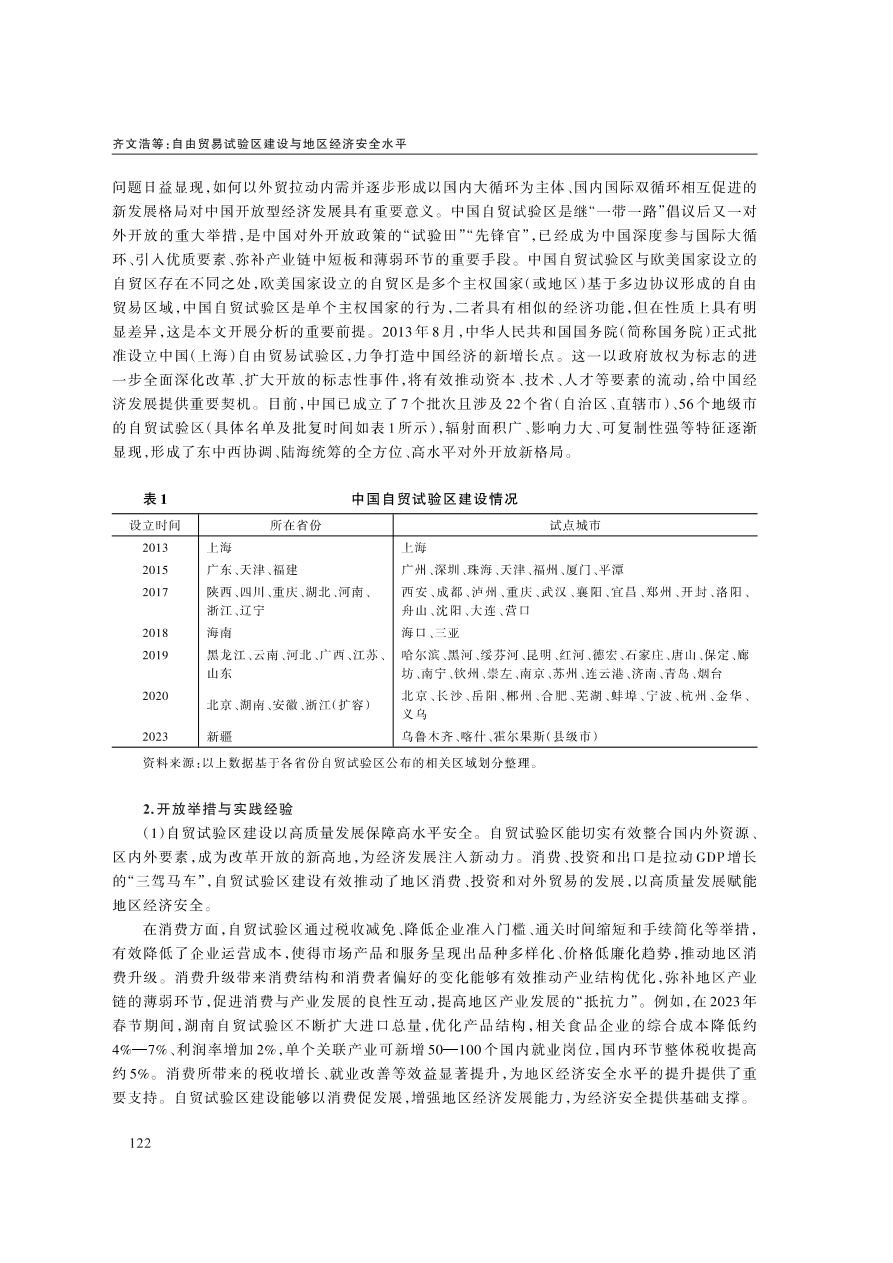 齐文浩等:自由贸易试验区建设与地区经济安全水平
问题日益显现,如何以外贸拉动内需并逐步形成以国内大循环为主体、国内国际双循环相互促进的
新发展格局对中国开放型经济发展具有重要意义。中国自贸试验区是继“一带一路”倡议后又一对
外开放的重大举措,是中国对外开放政策的“试验田”“先锋官”,已经成为中国深度参与国际大循
环、引入优质要素、弥补产业链中短板和薄弱环节的重要手段。中国自贸试验区与欧美国家设立的
自贸区存在不同之处,欧美国家设立的自贸区是多个主权国家(或地区)基于多边协议形成的自由
贸易区域,中国自贸试验区是单个主权国家的行为,二者具有相似的经济功能,但在性质上具有明
显差异,这是本文开展分析的重要前提。2013年8月,中华人民共和国国务院(简称国务院)正式批
准设立中国(上海)自由贸易试验区,力争打造中国经济的新增长点。这一以政府放权为标志的进
一步全面深化改革、扩大开放的标志性事件,将有效推动资本、技术、人才等要素的流动,给中国经
济发展提供重要契机。目前,中国已成立了7个批次且涉及22个省(自治区、直辖市)、56个地级市
的自贸试验区(具体名单及批复时间如表1所示),辐射面积广、影响力大、可复制性强等特征逐渐
显现,形成了东中西协调、陆海统筹的全方位、高水平对外开放新格局。
表1 中国自贸试验区建设情况
设立时间 所在省份 试点城市
2013 上海 上海
2015 广东、天津、福建 广州、深圳、珠海、天津、福州、厦门、平潭
2017 陕西、四川、重庆、湖北、河南、 西安、成都、泸州、重庆、武汉、襄阳、宜昌、郑州、开封、洛阳、
浙江、辽宁 舟山、沈阳、大连、营口
2018 海南 海口、三亚
2019 黑龙江、云南、河北、广西、江苏、 哈尔滨、黑河、绥芬河、昆明、红河、德宏、石家庄、唐山、保定、廊
山东 坊、南宁、钦州、崇左、南京、苏州、连云港、济南、青岛、烟台
2020 北京、湖南、安徽、浙江(扩容) 北京、长沙、岳阳、郴州、合肥、芜湖、蚌埠、宁波、杭州、金华、
义乌
2023 新疆 乌鲁木齐、喀什、霍尔果斯(县级市)
资料来源:以上数据基于各省份自贸试验区公布的相关区域划分整理。
2.开放举措与实践经验
(1)自贸试验区建设以高质量发展保障高水平安全。自贸试验区能切实有效整合国内外资源、
区内外要素,成为改革开放的新高地,为经济发展注入新动力。消费、投资和出口是拉动GDP增长
的“三驾马车”,自贸试验区建设有效推动了地区消费、投资和对外贸易的发展,以高质量发展赋能
地区经济安全。
在消费方面,自贸试验区通过税收减免、降低企业准入门槛、通关时间缩短和手续简化等举措,
有效降低了企业运营成本,使得市场产品和服务呈现出品种多样化、价格低廉化趋势,推动地区消
费升级。消费升级带来消费结构和消费者偏好的变化能够有效推动产业结构优化,弥补地区产业
链的薄弱环节,促进消费与产业发展的良性互动,提高地区产业发展的“抵抗力”。例如,在2023年
春节期间,湖南自贸试验区不断扩大进口总量,优化产品结构,相关食品企业的综合成本降低约
4%—7%、利润率增加2%,单个关联产业可新增50—100个国内就业岗位,国内环节整体税收提高
约5%。消费所带来的税收增长、就业改善等效益显著提升,为地区经济安全水平的提升提供了重
要支持。自贸试验区建设能够以消费促发展,增强地区经济发展能力,为经济安全提供基础支撑。
122